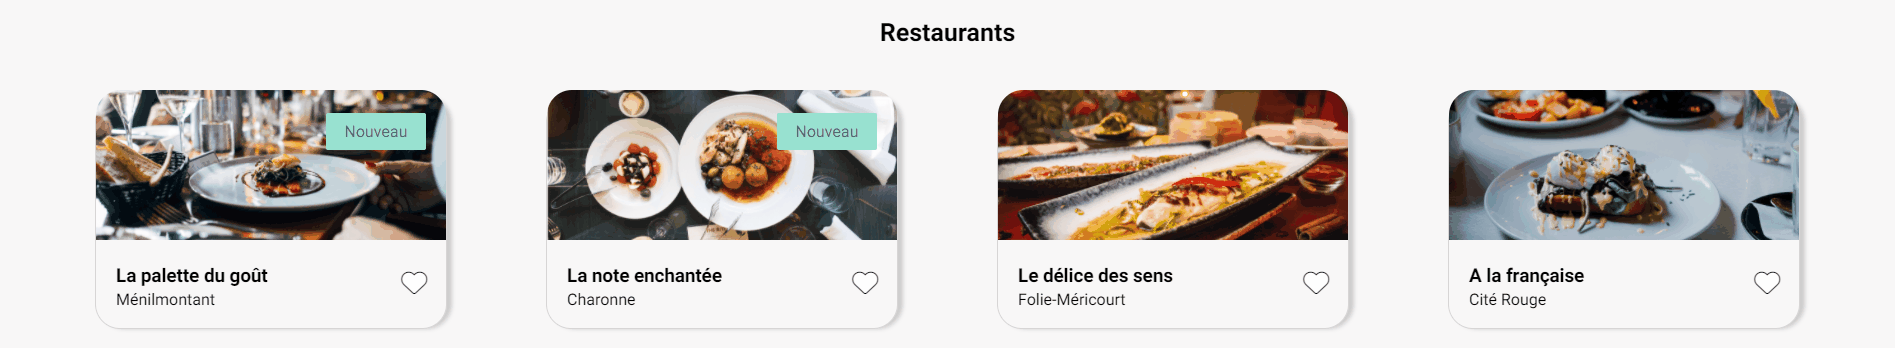 Restaurants
Nouveau
La palette du goût
Ménilmontant
Nouveau
La note enchantée
Charonne
Le délice des sens
Folie-Méricourt
A la française
Cité Rouge